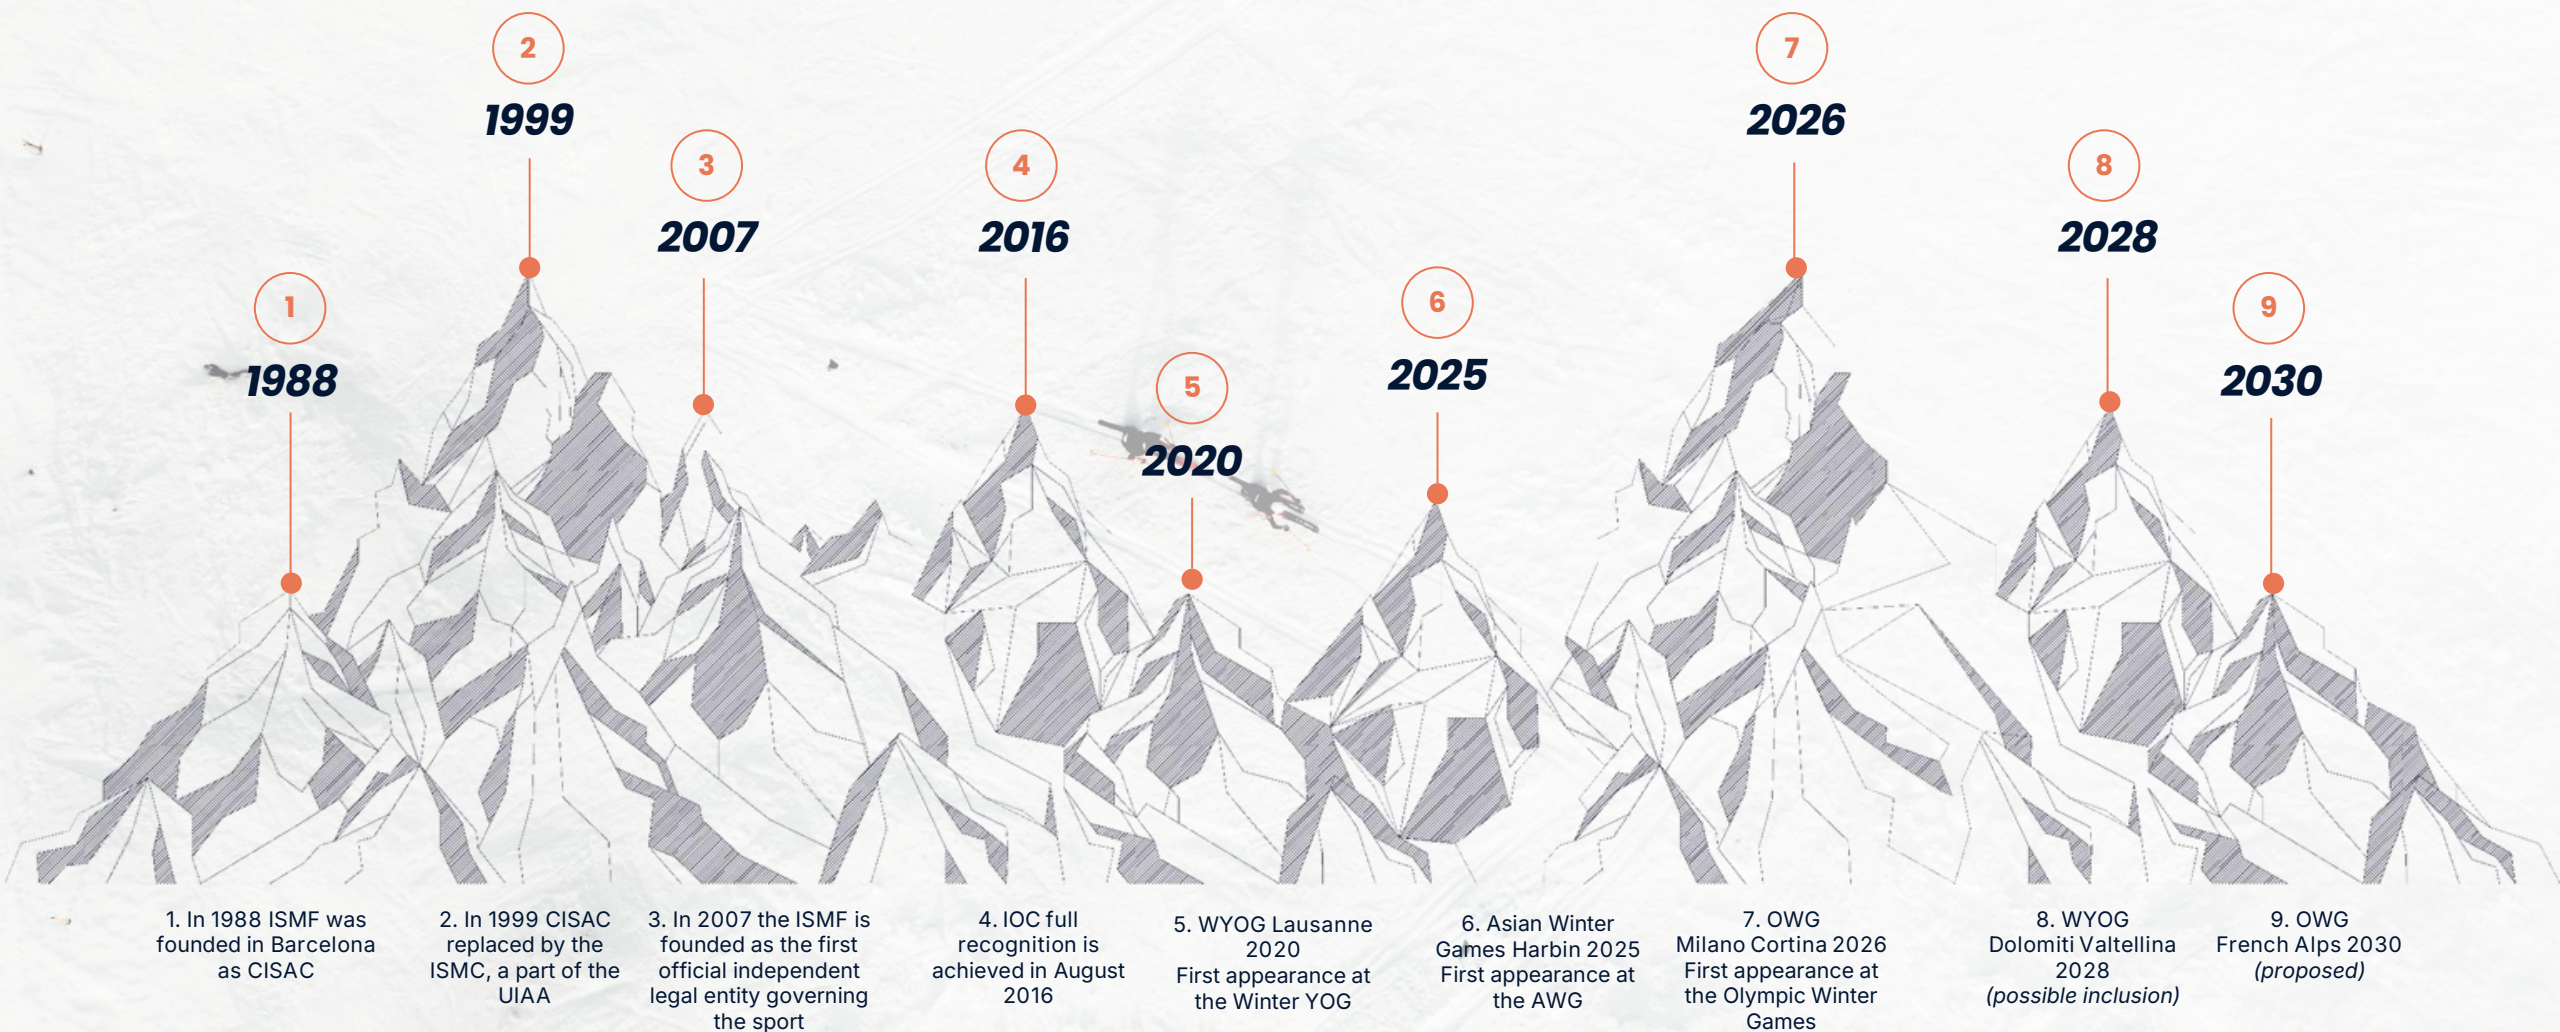 2
1999
7
2026
3
2007
4
2016
8
2028
1
1988
6
2025
9
2030
5
2020
1. In 1988 ISMF was
founded in Barcelona
as CISAC
2. In 1999 CISAC
replaced by the
ISMC, a part of the
UIAA
3. In 2007 the ISMF is
founded as the first
official independent
legal entity governing
the sport
4. IOC full
recognition is
achieved in August
2016
5. WYOG Lausanne
2020
First appearance at
the Winter YOG
6. Asian Winter
Games Harbin 2025
First appearance at
the AWG
7. OWG
Milano Cortina 2026
First appearance at
the Olympic Winter
Games
8. WYOG
Dolomiti Valtellina
2028
(possible inclusion)
9. OWG
French Alps 2030
(proposed)